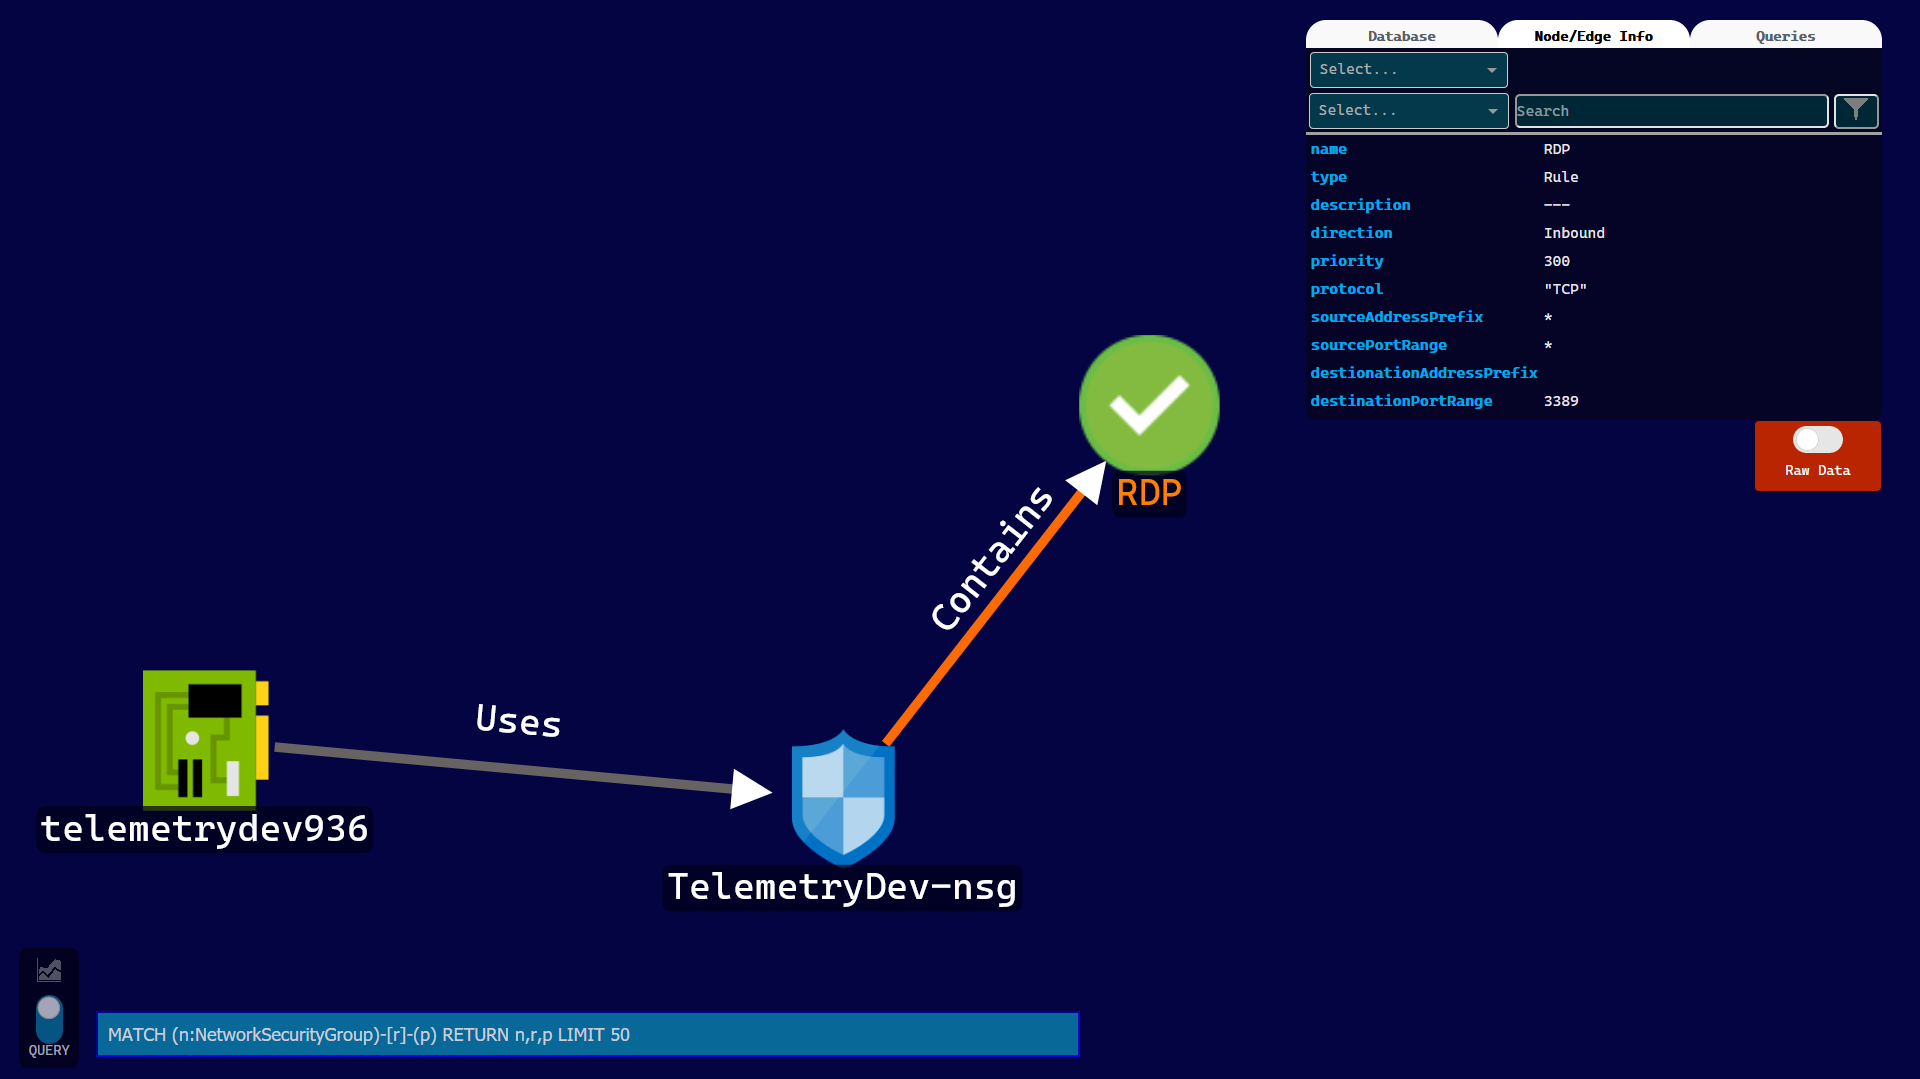 Database Node/Edge Info Queries
Select...
Select... Search
name RDP
type Rule
description ---
direction Inbound
priority 300
protocol "TCP"
sourceAddressPrefix *
sourcePortRange *
destionationAddressPrefix
destinationPortRange 3389
Raw Data
RDP
Contains
Uses
telemetrydev936
TelemetryDev-nsg
QUERY
MATCH (n:NetworkSecurityGroup)-[r]-(p) RETURN n,r,p LIMIT 50